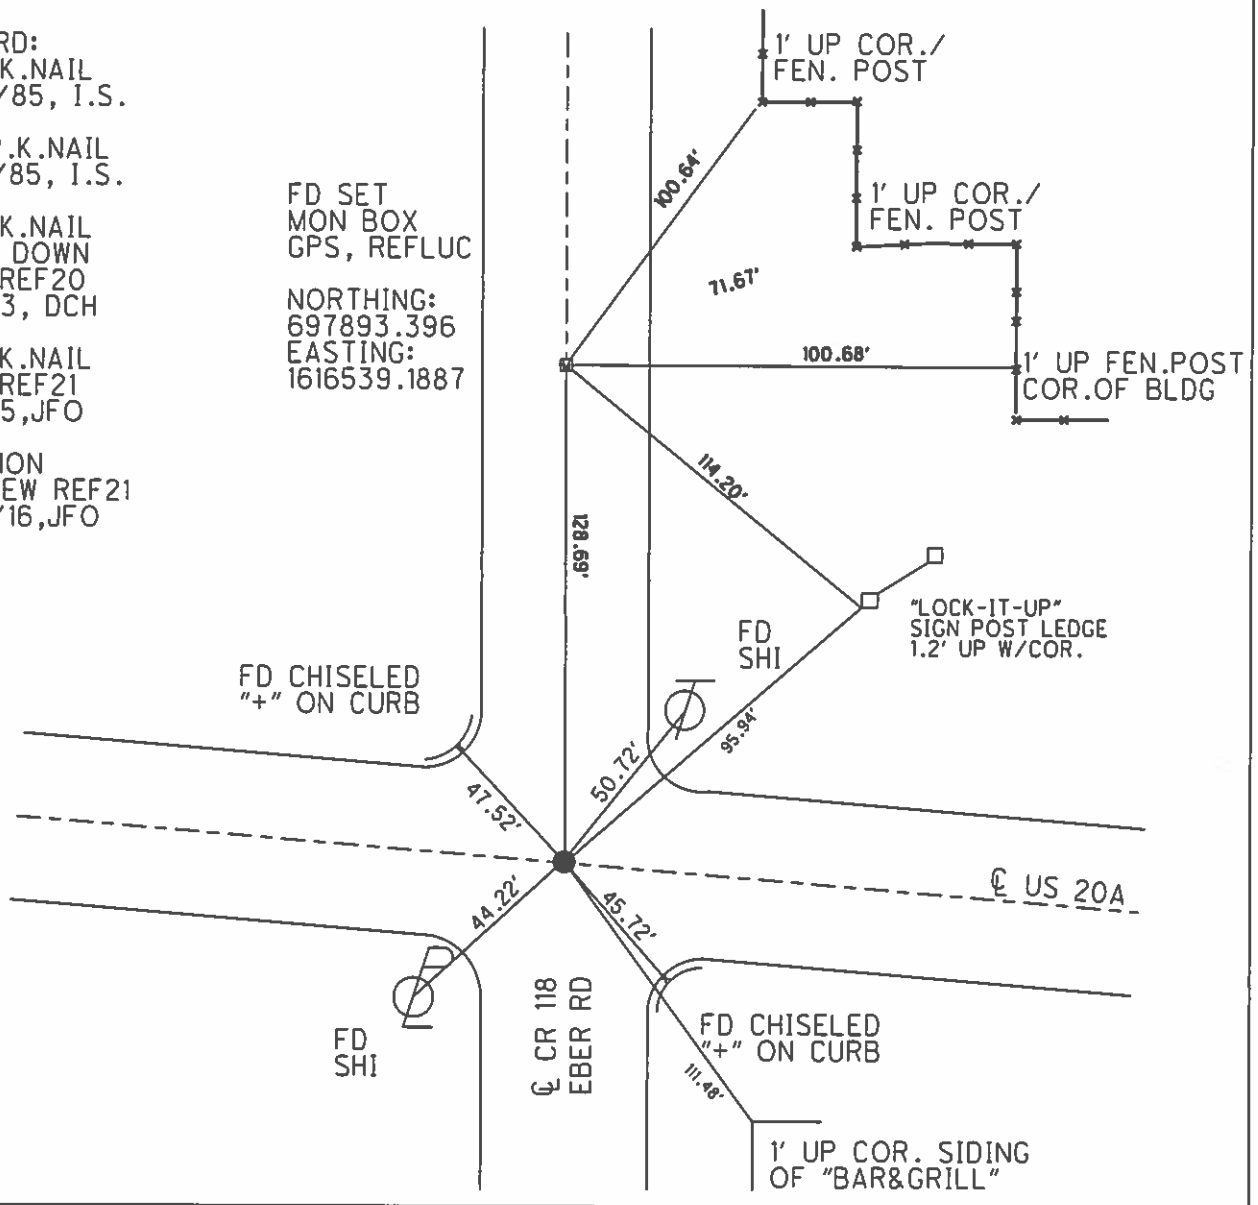 RD:
K.NAIL
/85, I.S.
P.K.NAIL
/85, I.S.
K.NAIL
DOWN
REF20
3, DCH
K.NAIL
REF21
5,JFO
ION
EW REF21
/16,JFO
FD SET
MON BOX
GPS, REFLUC
NORTHING:
697893.396
EASTING:
1616539.1887
1' UP COR./
FEN. POST
100.64'
1' UP COR./
FEN. POST
71.67'
100.68'
1' UP FEN.POST
COR.OF BLDG
114.20'
128.69'
"LOCK-IT-UP"
SIGN POST LEDGE
1.2' UP W/COR.
FD
SHI
FD CHISELED
"+" ON CURB
95.94'
50.72'
47.52'
℄ US 20A
44.22'
45.72'
℄ CR 118
EBER RD
FD
SHI
FD CHISELED
"+" ON CURB
111.48'
1' UP COR. SIDING
OF "BAR&GRILL"